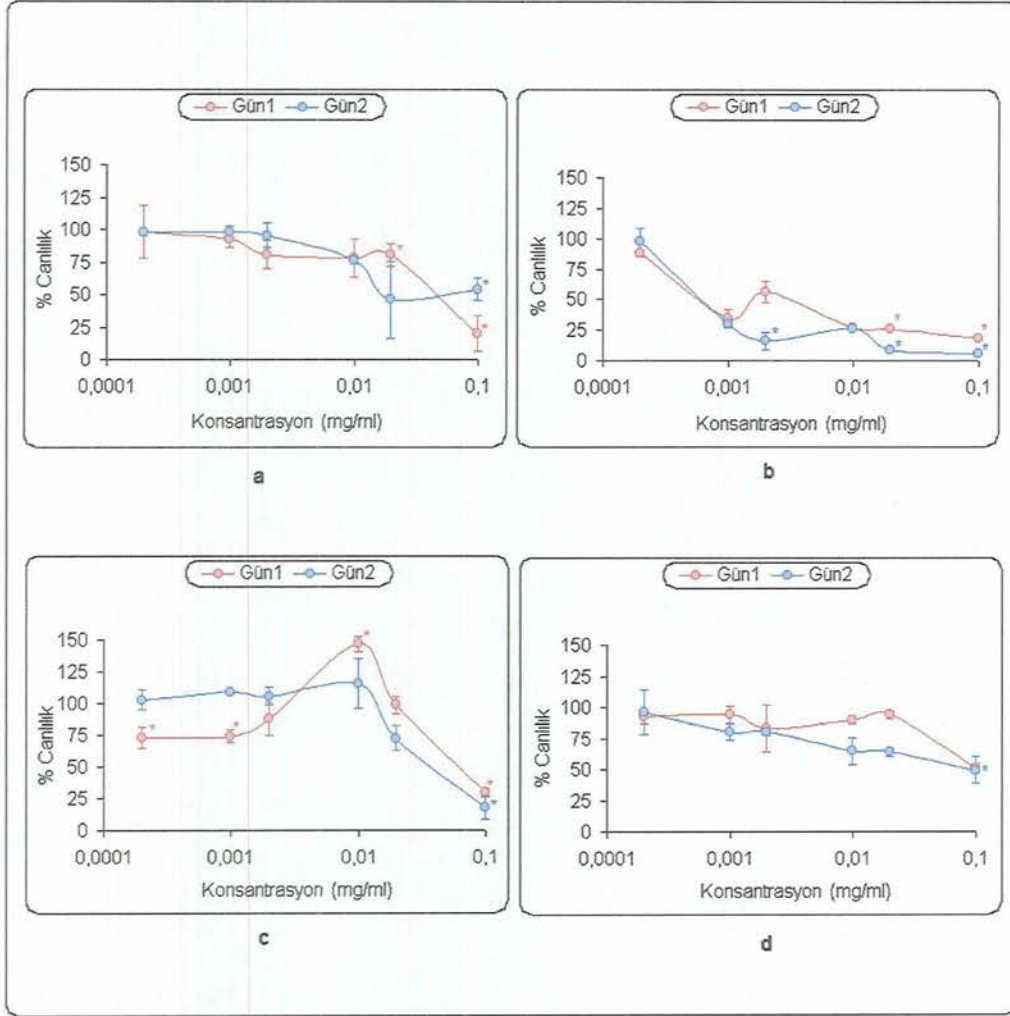 Gün1 Gün2
150
125
100
75
50
25
0
% Canlılık
0,0001 0,001 0,01 0,1
Konsantrasyon (mg/ml)
* * *
a
Gün1 Gün2
150
125
100
75
50
25
0
% Canlılık
0,0001 0,001 0,01 0,1
Konsantrasyon (mg/ml)
* * * * *
b
Gün1 Gün2
150
125
100
75
50
25
0
% Canlılık
0,0001 0,001 0,01 0,1
Konsantrasyon (mg/ml)
* * * * *
c
Gün1 Gün2
150
125
100
75
50
25
0
% Canlılık
0,0001 0,001 0,01 0,1
Konsantrasyon (mg/ml)
*
d